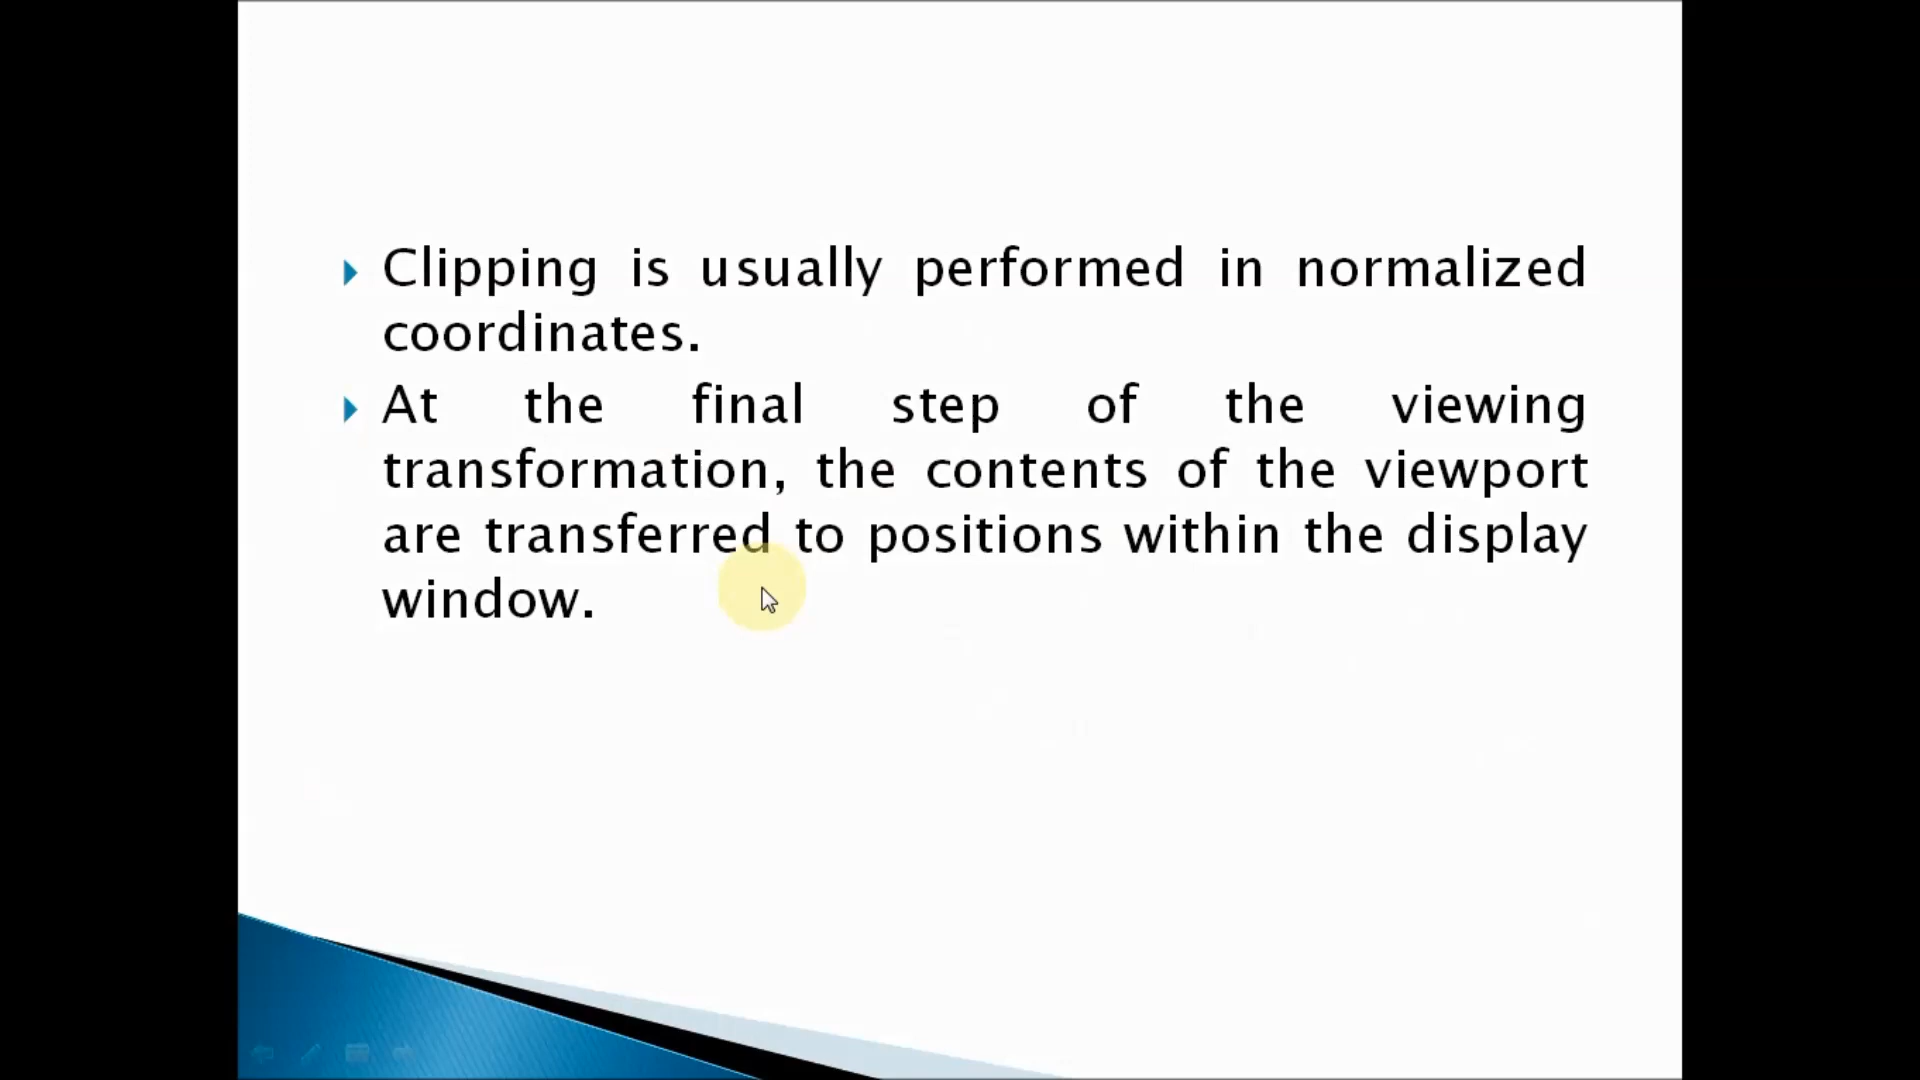 Clipping is usually performed in normalized
coordinates.
At the final step of the viewing
transformation, the contents of the viewport
are transferred to positions within the display
window.